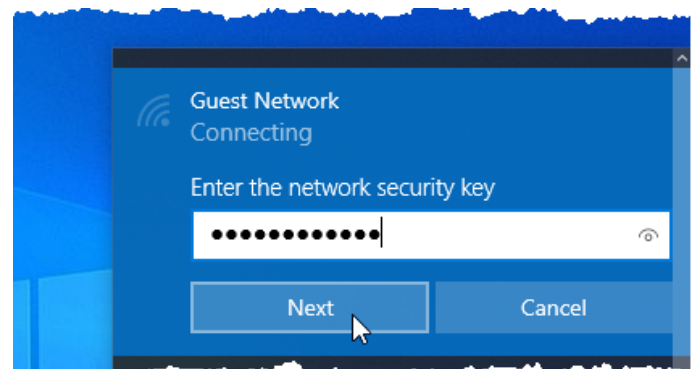 Guest Network
Connecting
Enter the network security key
●●●●●●●●●●●●
Next
Cancel